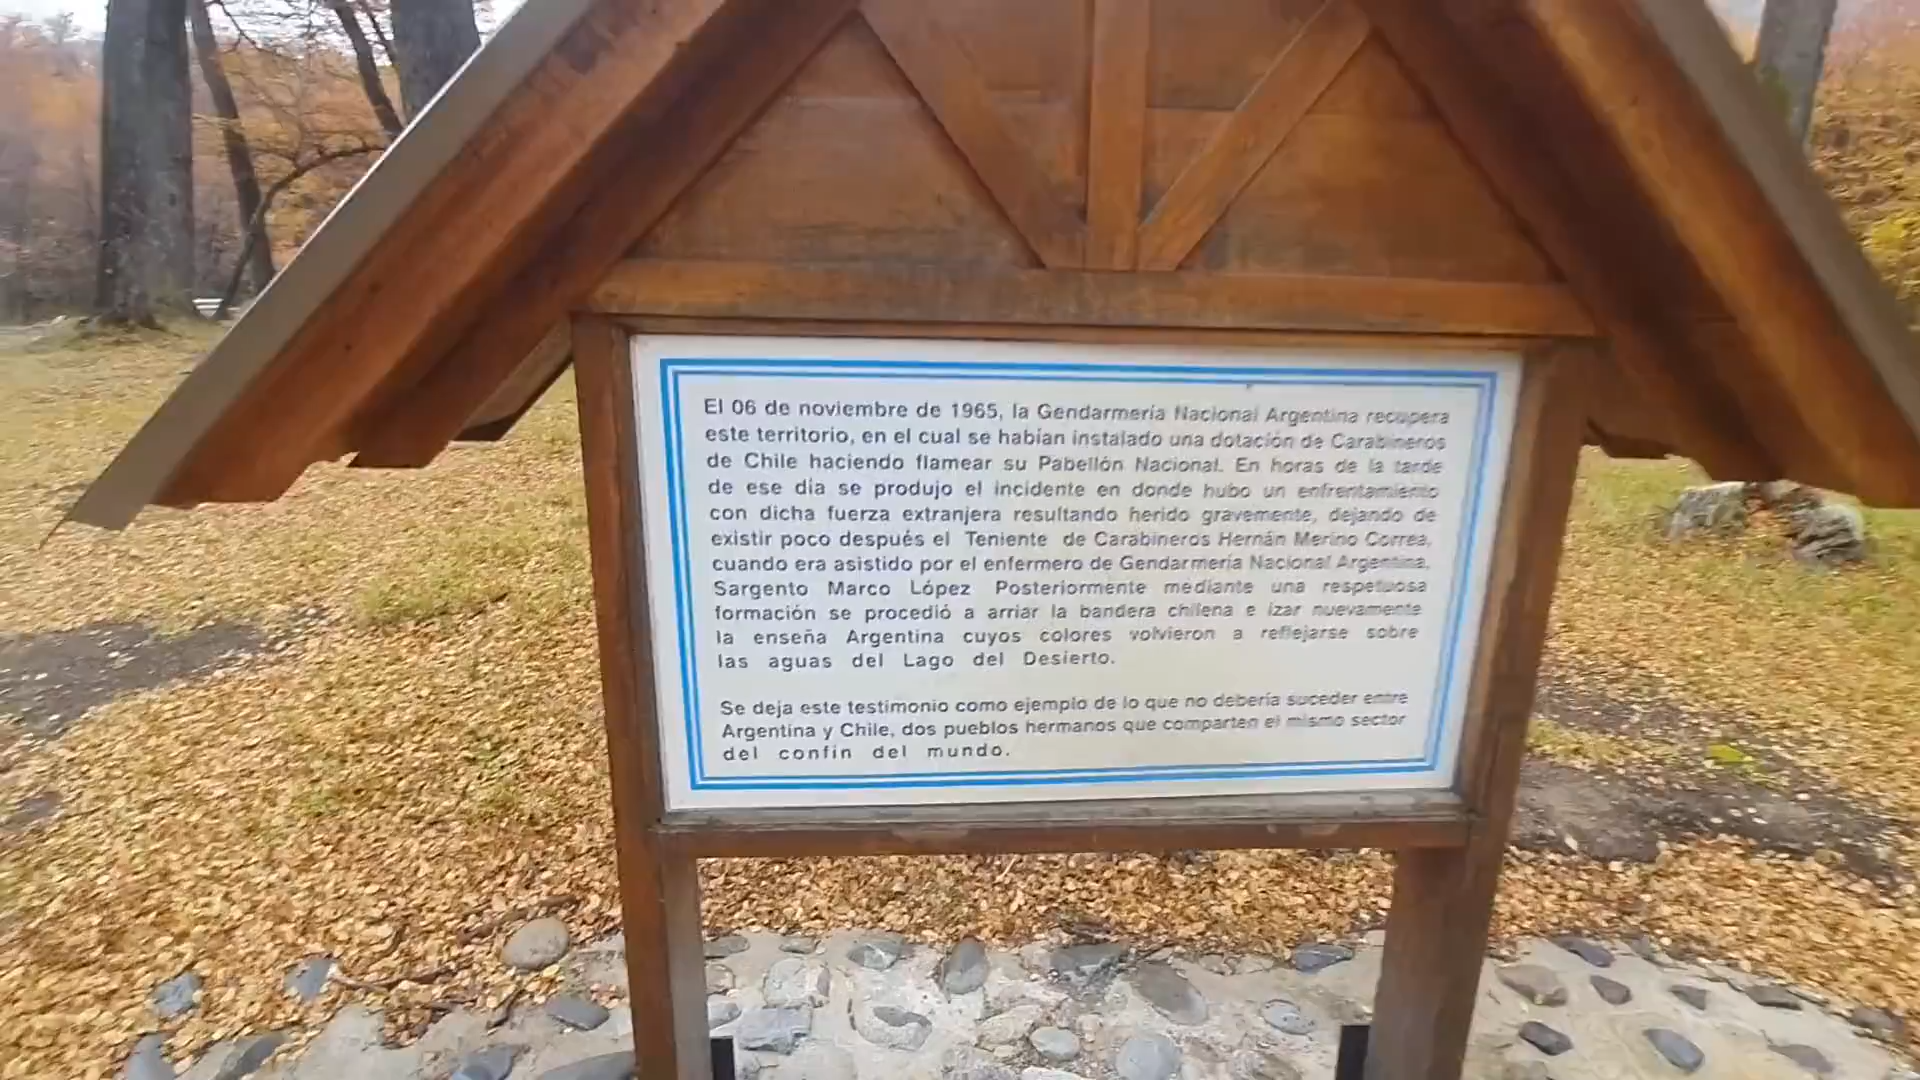 El 06 de noviembre de 1965, la Gendarmería Nacional Argentina recupera
este territorio, en el cual se habían instalado una dotación de Carabineros
de Chile haciendo flamear su Pabellón Nacional. En horas de la tarde
de ese día se produjo el incidente en donde hubo un enfrentamiento
con dicha fuerza extranjera resultando herido gravemente, dejando de
existir poco después el Teniente de Carabineros Hernán Merino Correa,
cuando era asistido por el enfermero de Gendarmería Nacional Argentina,
Sargento Marco López Posteriormente mediante una respetuosa
formación se procedió a arriar la bandera chilena e izar nuevamente
la enseña Argentina cuyos colores volvieron a reflejarse sobre
las aguas del Lago del Desierto.
Se deja este testimonio como ejemplo de lo que no debería suceder entre
Argentina y Chile, dos pueblos hermanos que comparten el mismo sector
del confín del mundo.